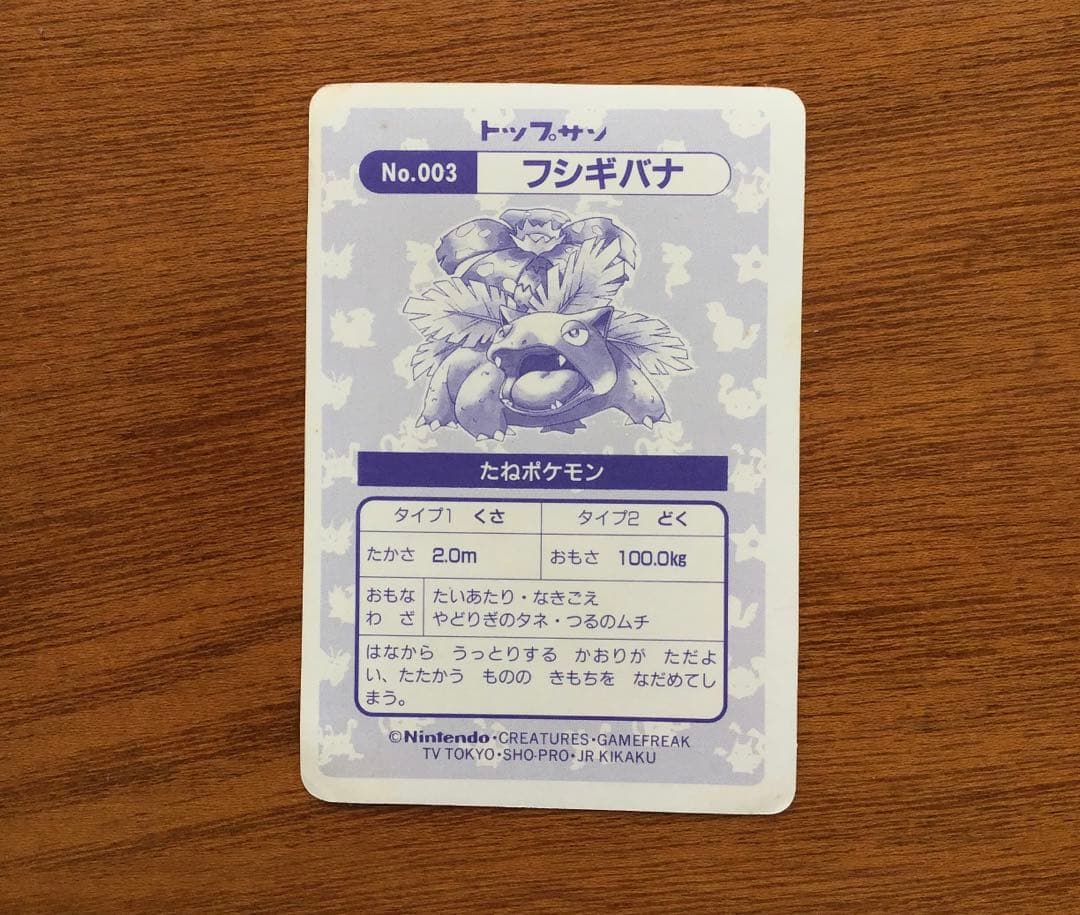 トップサン
No.003 フシギバナ
たねポケモン
タイプ1 くさ タイプ2 どく
たかさ 2.0m おもさ 100.0kg
おもな たいあたり・なきごえ
わ ざ やどりぎのタネ・つるのムチ
はなから うっとりする かおりが ただよ
い、たたかう ものの きもちを なだめてし
まう。
©Nintendo・CREATURES・GAMEFREAK
TV TOKYO・SHO-PRO・JR KIKAKU